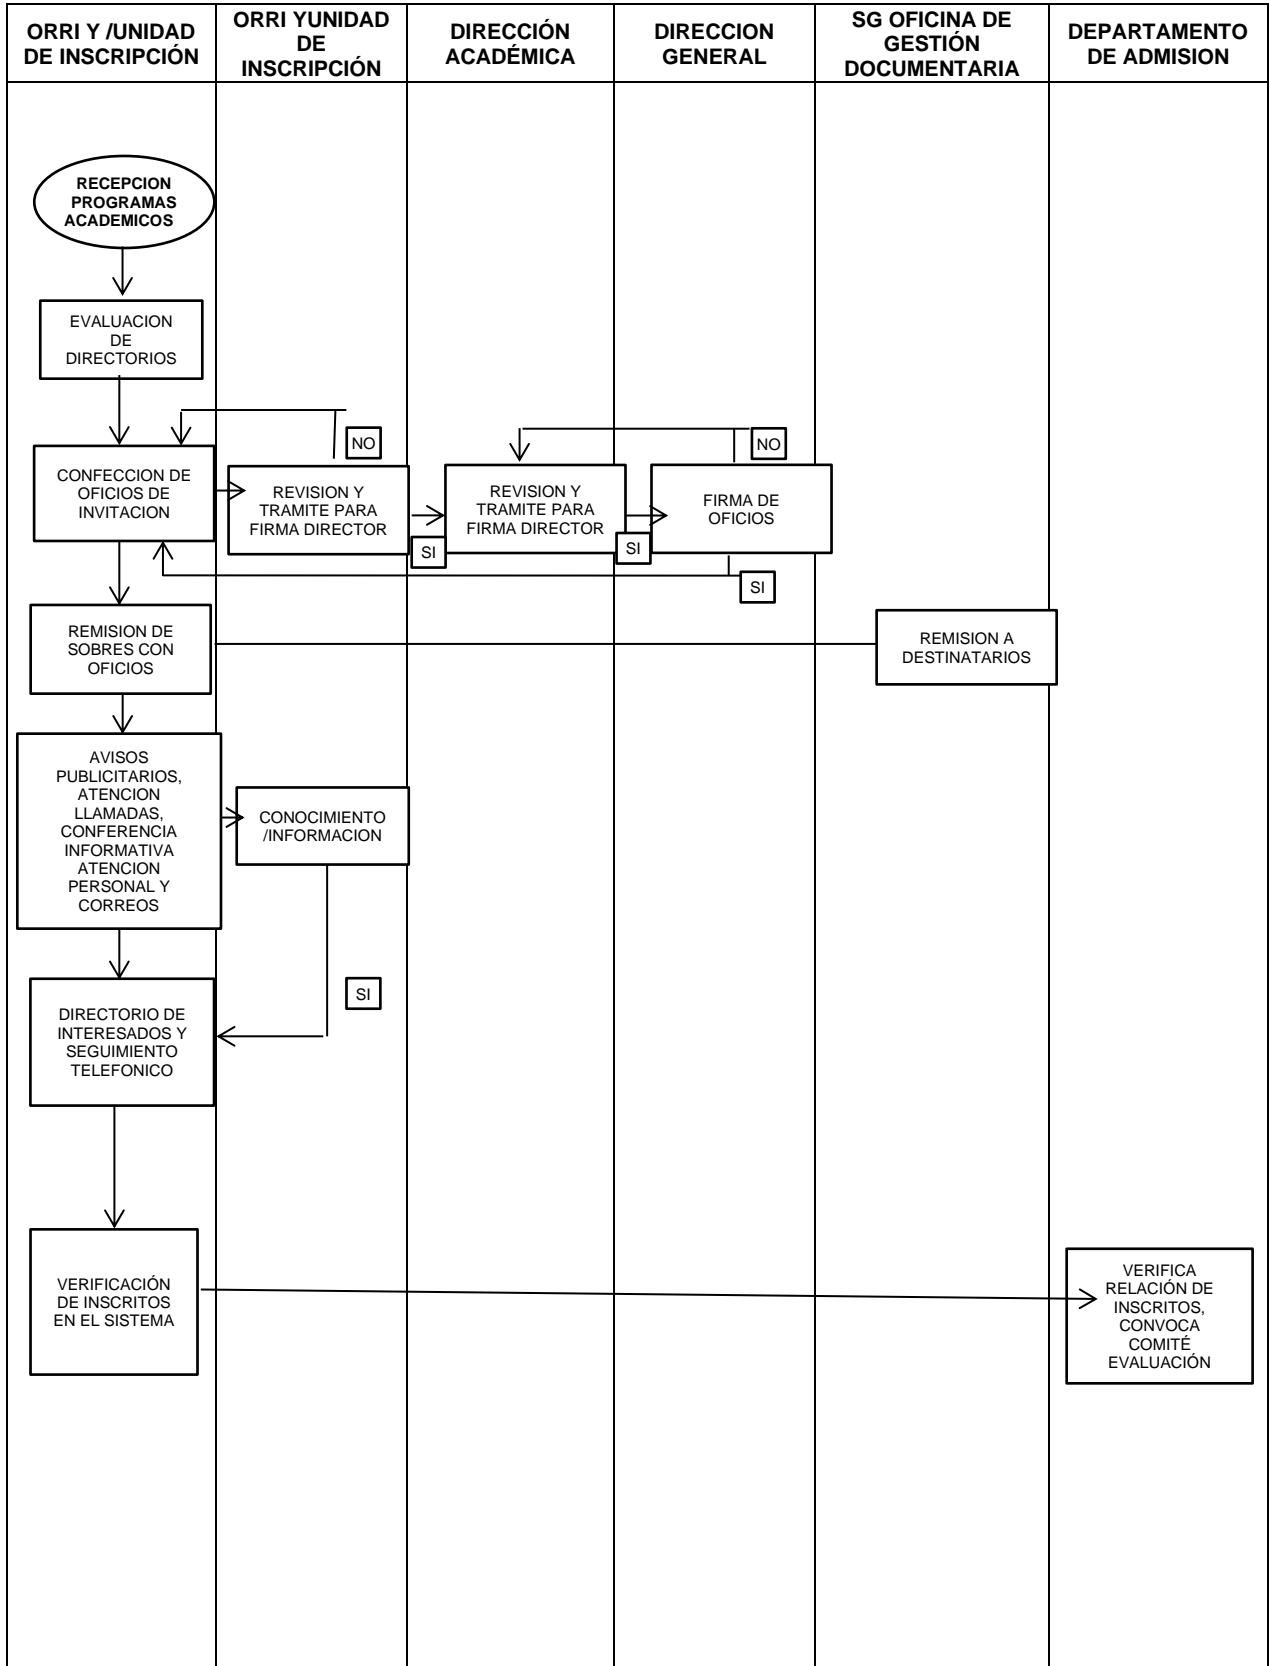 ORRI Y /UNIDAD
DE INSCRIPCIÓN
ORRI YUNIDAD
DE
INSCRIPCIÓN
DIRECCIÓN
ACADÉMICA
DIRECCION
GENERAL
SG OFICINA DE
GESTIÓN
DOCUMENTARIA
DEPARTAMENTO
DE ADMISION
RECEPCION
PROGRAMAS
ACADEMICOS
EVALUACION
DE
DIRECTORIOS
NO
NO
CONFECCION DE
OFICIOS DE
INVITACION
REVISION Y
TRAMITE PARA
FIRMA DIRECTOR
REVISION Y
TRAMITE PARA
FIRMA DIRECTOR
FIRMA DE
OFICIOS
SI
SI
SI
REMISION DE
SOBRES CON
OFICIOS
REMISION A
DESTINATARIOS
AVISOS
PUBLICITARIOS,
ATENCION
LLAMADAS,
CONFERENCIA
INFORMATIVA
ATENCION
PERSONAL Y
CORREOS
CONOCIMIENTO
/INFORMACION
SI
DIRECTORIO DE
INTERESADOS Y
SEGUIMIENTO
TELEFONICO
VERIFICACIÓN
DE INSCRITOS
EN EL SISTEMA
VERIFICA
RELACIÓN DE
INSCRITOS,
CONVOCA
COMITÉ
EVALUACIÓN